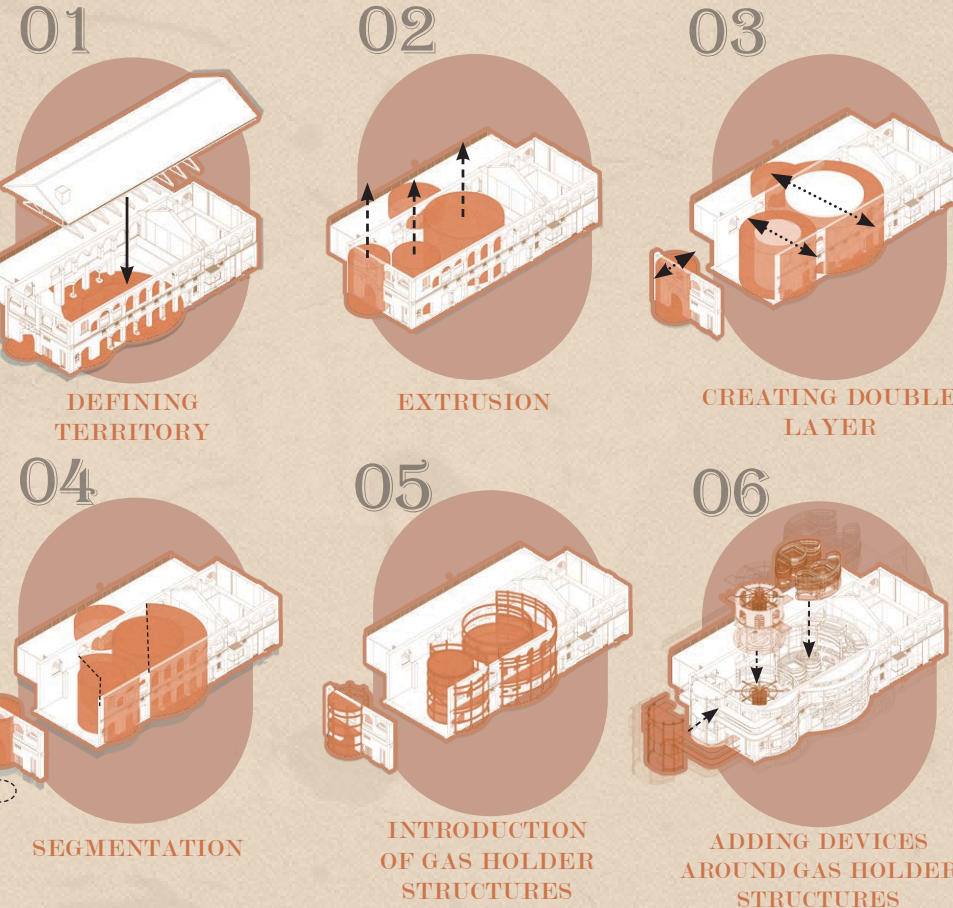 01
02
03
DEFINING
TERRITORY
EXTRUSION
CREATING DOUBLE
LAYER
04
05
06
SEGMENTATION
INTRODUCTION
OF GAS HOLDER
STRUCTURES
ADDING DEVICES
AROUND GAS HOLDER
STRUCTURES